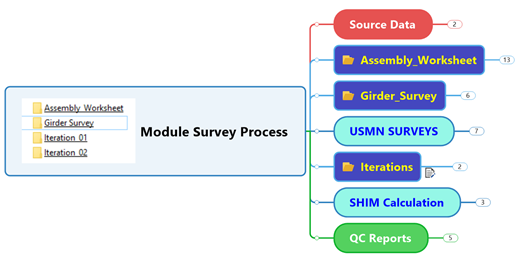 Assembly_Worksheet
Girder Survey
Iteration_01
Iteration_02
Module Survey Process
Source Data
2
Assembly_Worksheet
13
Girder_Survey
6
USMN SURVEYS
7
Iterations
2
SHIM Calculation
3
QC Reports
5